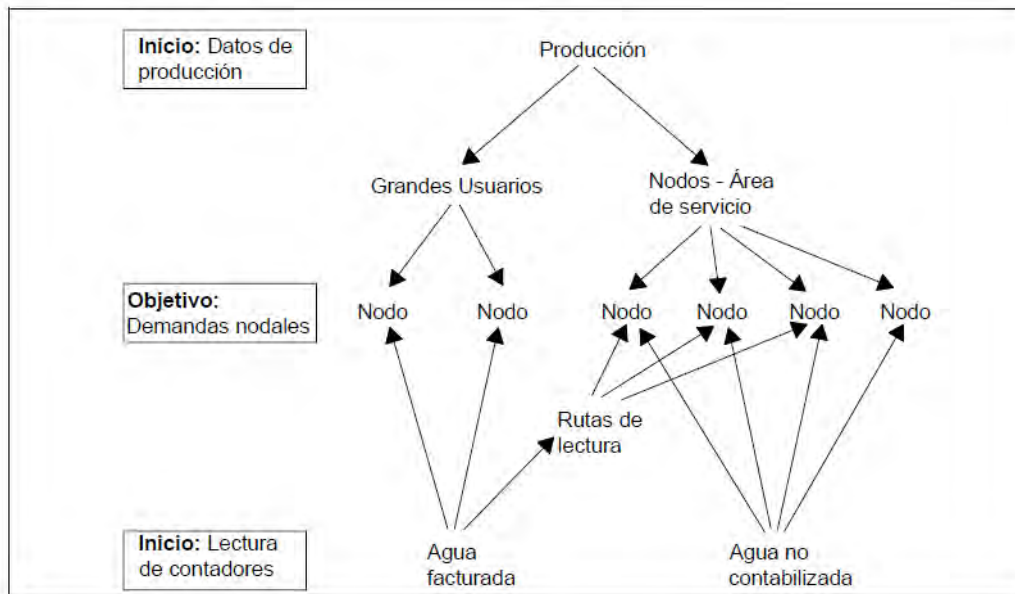 Inicio: Datos de
producción
Producción
Grandes Usuarios
Nodos - Área
de servicio
Objetivo:
Demandas nodales
Nodo
Nodo
Nodo
Nodo
Nodo
Nodo
Rutas de
lectura
Inicio: Lectura
de contadores
Agua
facturada
Agua no
contabilizada